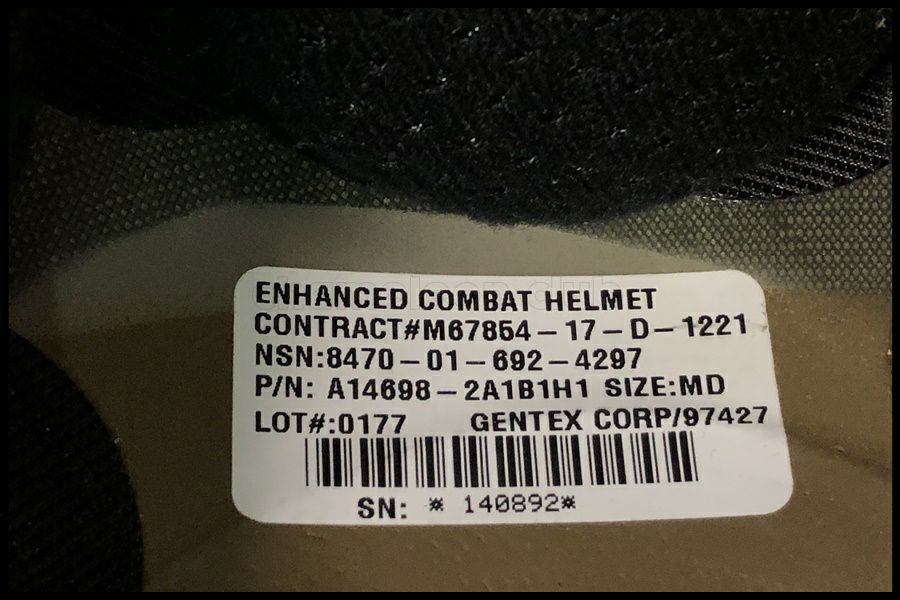 ENHANCED COMBAT HELMET
CONTRACT#M67854-17-D-1221
NSN:8470-01-692-4297
P/N: A14698-2A1B1H1 SIZE:MD
LOT#:0177 GENTEX CORP/97427
SN: * 140892*